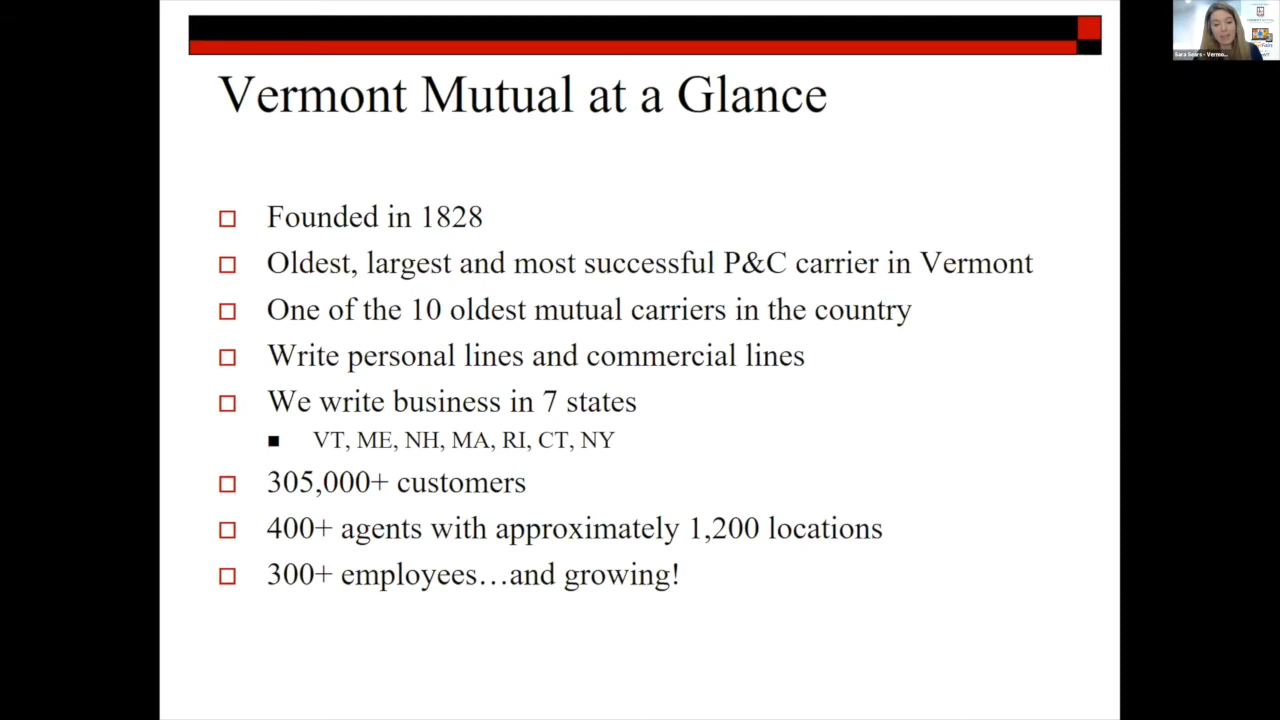 Vermont Mutual at a Glance
Founded in 1828
Oldest, largest and most successful P&C carrier in Vermont
One of the 10 oldest mutual carriers in the country
Write personal lines and commercial lines
We write business in 7 states
VT, ME, NH, MA, RI, CT, NY
305,000+ customers
400+ agents with approximately 1,200 locations
300+ employees…and growing!
Sara - Vermo...